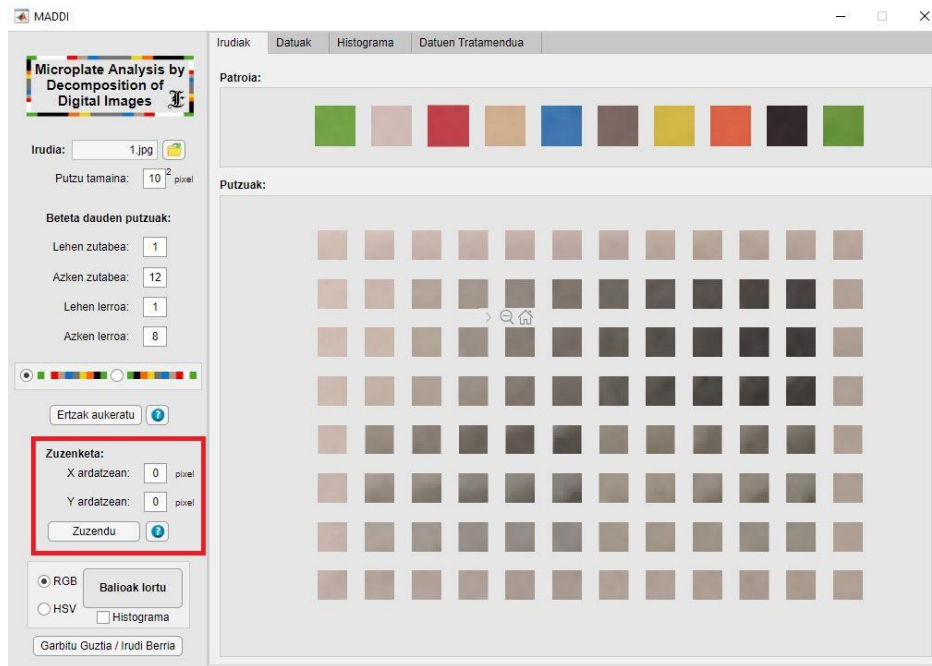 MADDI
Irudiak Datuak Histograma Datuen Tratamendua
Microplate Analysis by
Decomposition of
Digital Images
Irudia: 1.jpg
Putzu tamaina: 10 2 pixel
Beteta dauden putzuak:
Lehen zutabea: 1
Azken zutabea: 12
Lehen lerroa: 1
Azken lerroa: 8
Ertzak aukeratu ?
Zuzenketa:
X ardatzean: 0 pixel
Y ardatzean: 0 pixel
Zuzendu ?
RGB
HSV
Balioak lortu
Histograma
Garbitu Guztia / Irudi Berria
Patroia:
Putzuak: